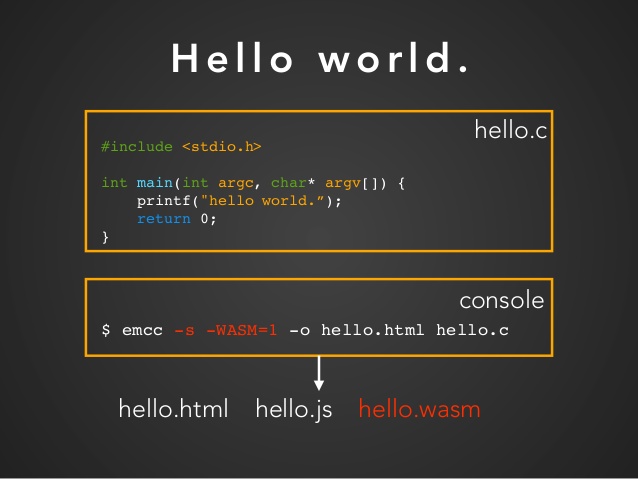 Hello world.
hello.c
#include <stdio.h>
int main(int argc, char* argv[]) {
printf("hello world.”);
return 0;
}
console
$ emcc -s -WASM=1 -o hello.html hello.c
hello.html hello.js hello.wasm